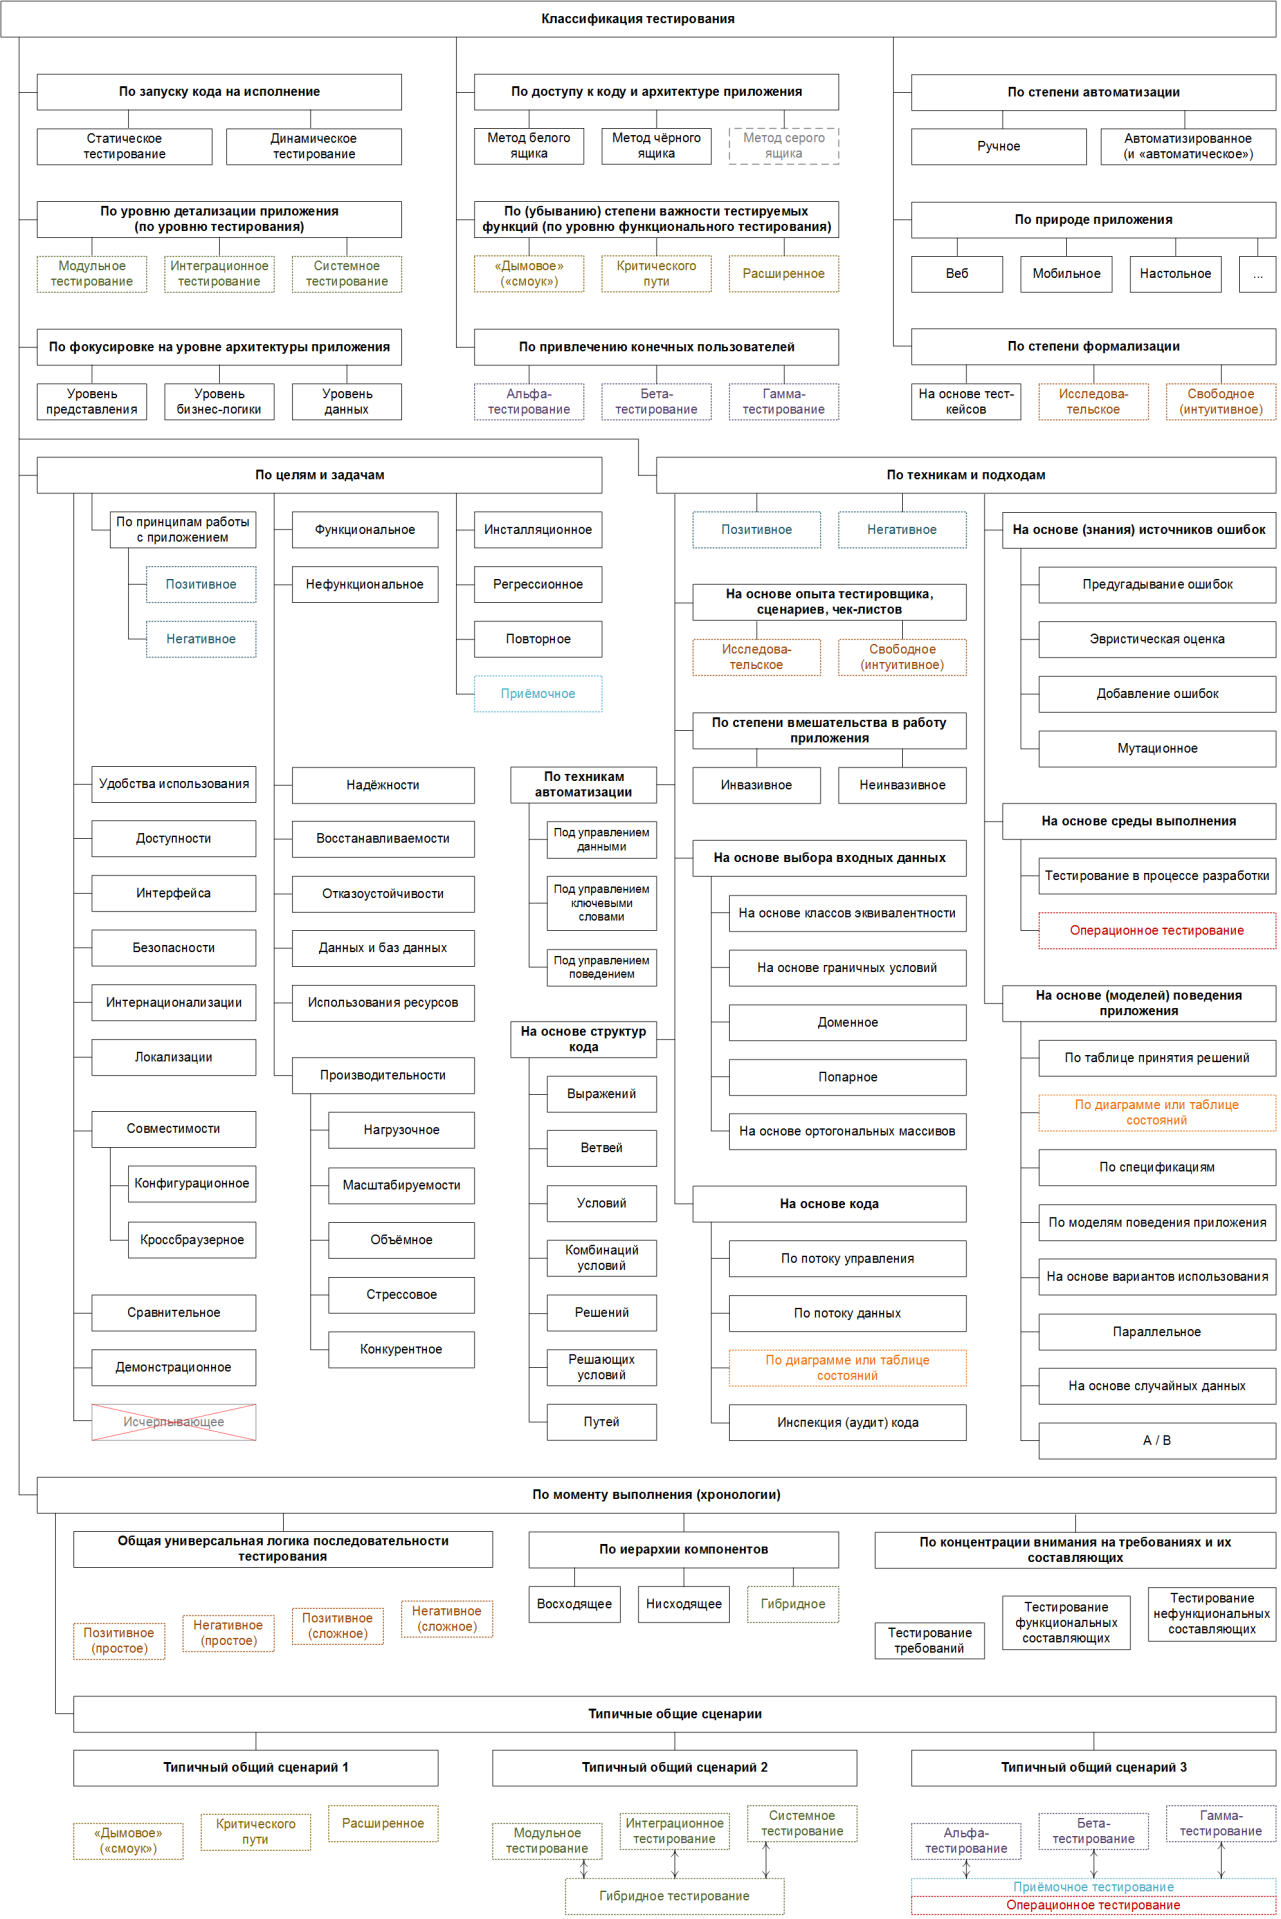 Классификация тестирования
По запуску кода на исполнение
Статическое
тестирование
Динамическое
тестирование
По доступу к коду и архитектуре приложения
Метод белого
ящика
Метод чёрного
ящика
Метод серого
ящика
По степени автоматизации
Ручное
Автоматизированное
(и «автоматическое»)
По уровню детализации приложения
(по уровню тестирования)
Модульное
тестирование
Интеграционное
тестирование
Системное
тестирование
По (убыванию) степени важности тестируемых
функций (по уровню функционального тестирования)
«Дымовое»
(«смоук»)
Критического
пути
Расширенное
По природе приложения
Веб
Мобильное
Настольное
...
По фокусировке на уровне архитектуры приложения
Уровень
представления
Уровень
бизнес-логики
Уровень
данных
По привлечению конечных пользователей
Альфа-
тестирование
Бета-
тестирование
Гамма-
тестирование
По степени формализации
На основе тест-
кейсов
Исследова-
тельское
Свободное
(интуитивное)
По целям и задачам
По принципам работы
с приложением
Позитивное
Негативное
Функциональное
Нефункциональное
Инсталляционное
Регрессионное
Повторное
Приёмочное
Удобства использования
Доступности
Интерфейса
Безопасности
Интернационализации
Локализации
Совместимости
Конфигурационное
Кроссбраузерное
Сравнительное
Демонстрационное
Исчерпывающее
Надёжности
Восстанавливаемости
Отказоустойчивости
Данных и баз данных
Использования ресурсов
Производительности
Нагрузочное
Масштабируемости
Объёмное
Стрессовое
Конкурентное
По техникам и подходам
Позитивное
Негативное
На основе опыта тестировщика,
сценариев, чек-листов
Исследова-
тельское
Свободное
(интуитивное)
По степени вмешательства в работу
приложения
Инвазивное
Неинвазивное
По техникам
автоматизации
Под управлением
данными
Под управлением
ключевыми
словами
Под управлением
поведением
На основе структур
кода
Выражений
Ветвей
Условий
Комбинаций
условий
Решений
Решающих
условий
Путей
На основе выбора входных данных
На основе классов эквивалентности
На основе граничных условий
Доменное
Попарное
На основе ортогональных массивов
На основе кода
По потоку управления
По потоку данных
По диаграмме или таблице
состояний
Инспекция (аудит) кода
На основе (знания) источников ошибок
Предугадывание ошибок
Эвристическая оценка
Добавление ошибок
Мутационное
На основе среды выполнения
Тестирование в процессе разработки
Операционное тестирование
На основе (моделей) поведения
приложения
По таблице принятия решений
По диаграмме или таблице
состояний
По спецификациям
По моделям поведения приложения
На основе вариантов использования
Параллельное
На основе случайных данных
A / B
По моменту выполнения (хронологии)
Общая универсальная логика последовательности
тестирования
Позитивное
(простое)
Негативное
(простое)
Позитивное
(сложное)
Негативное
(сложное)
По иерархии компонентов
Восходящее
Нисходящее
Гибридное
По концентрации внимания на требованиях и их
составляющих
Тестирование
требований
Тестирование
функциональных
составляющих
Тестирование
нефункциональных
составляющих
Типичные общие сценарии
Типичный общий сценарий 1
«Дымовое»
(«смоук»)
Критического
пути
Расширенное
Типичный общий сценарий 2
Модульное
тестирование
Интеграционное
тестирование
Системное
тестирование
Гибридное тестирование
Типичный общий сценарий 3
Альфа-
тестирование
Бета-
тестирование
Гамма-
тестирование
Приёмочное тестирование
Операционное тестирование